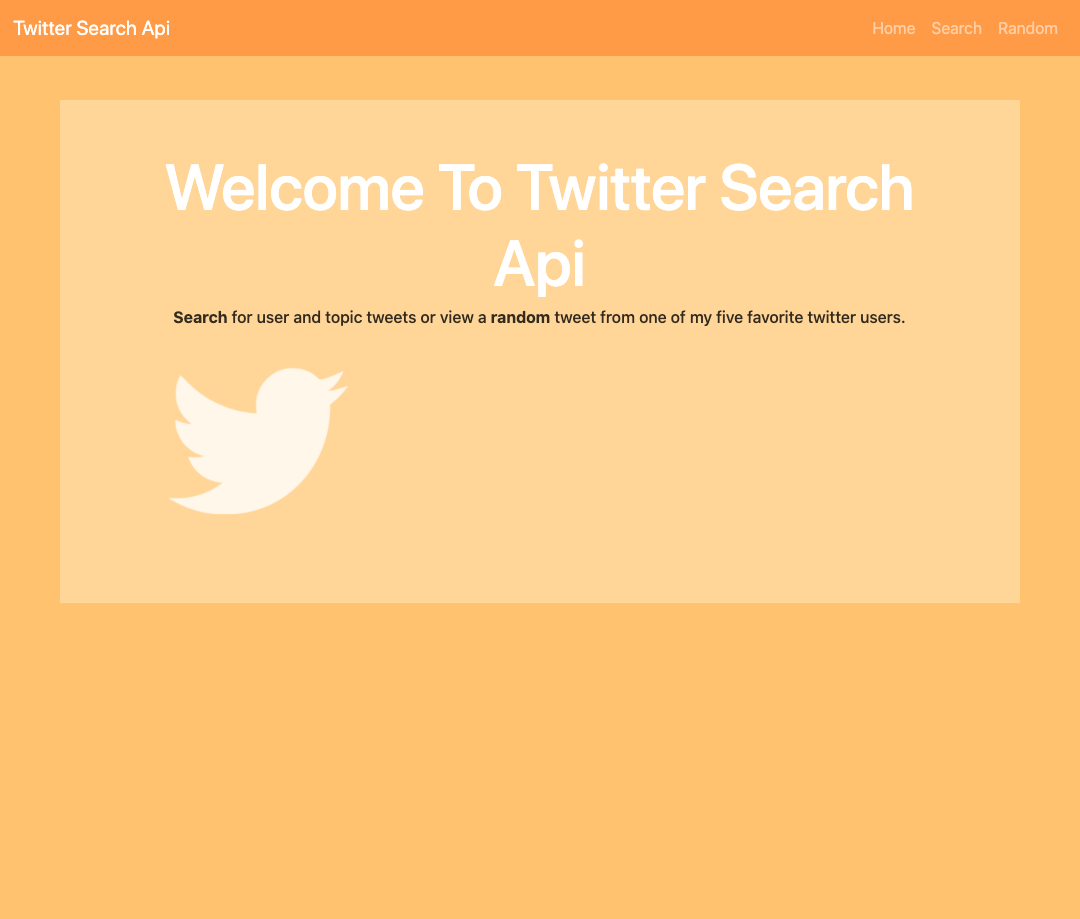 Twitter Search Api
Home Search Random
Welcome To Twitter Search
Api
Search for user and topic tweets or view a random tweet from one of my five favorite twitter users.